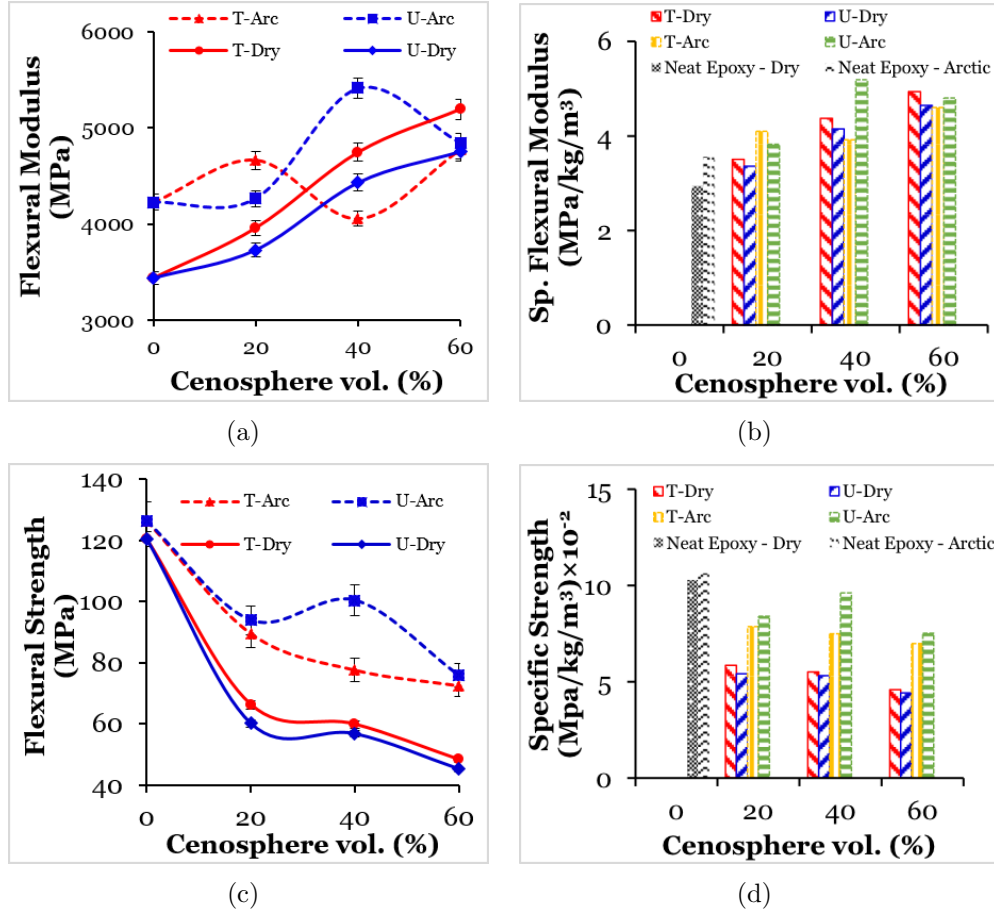 T-Arc U-Arc
T-Dry U-Dry
6000
5000
4000
3000
0 20 40 60
Flexural Modulus
(MPa)
Cenosphere vol. (%)
(a)
T-Dry U-Dry
T-Arc U-Arc
Neat Epoxy - Dry Neat Epoxy - Arctic
6
4
2
0
0 20 40 60
Sp. Flexural Modulus
(MPa/kg/m³)
Cenosphere vol. (%)
(b)
T-Arc U-Arc
T-Dry U-Dry
140
120
100
80
60
40
0 20 40 60
Flexural Strength
(MPa)
Cenosphere vol. (%)
(c)
T-Dry U-Dry
T-Arc U-Arc
Neat Epoxy - Dry Neat Epoxy - Arctic
15
10
5
0
0 20 40 60
Specific Strength
(Mpa/kg/m³)×10⁻²
Cenosphere vol. (%)
(d)